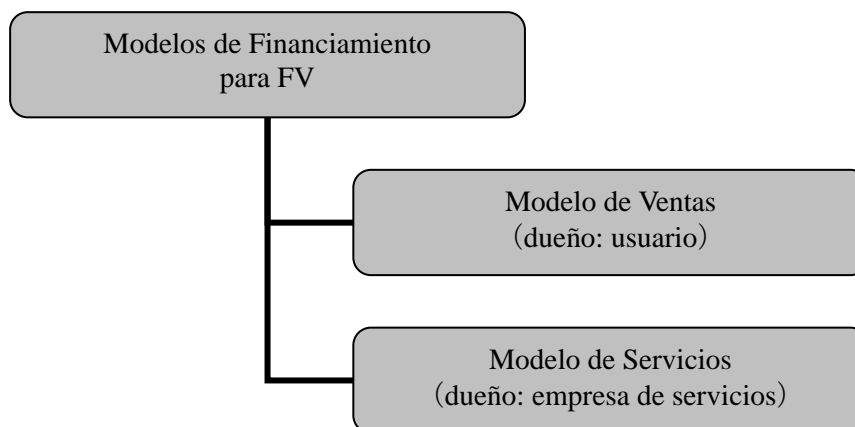 Modelos de Financiamiento
para FV
Modelo de Ventas
（dueño: usuario）
Modelo de Servicios
（dueño: empresa de servicios）